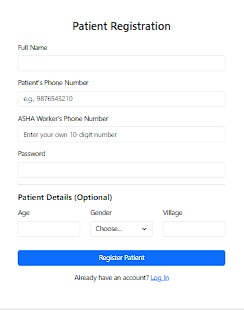 Patient Registration
Full Name
Patient's Phone Number
e.g., 9876543210
ASHA Worker's Phone Number
Enter your own 10-digit number
Password
Patient Details (Optional)
Age Gender Village
Choose...
Register Patient
Already have an account? Log In